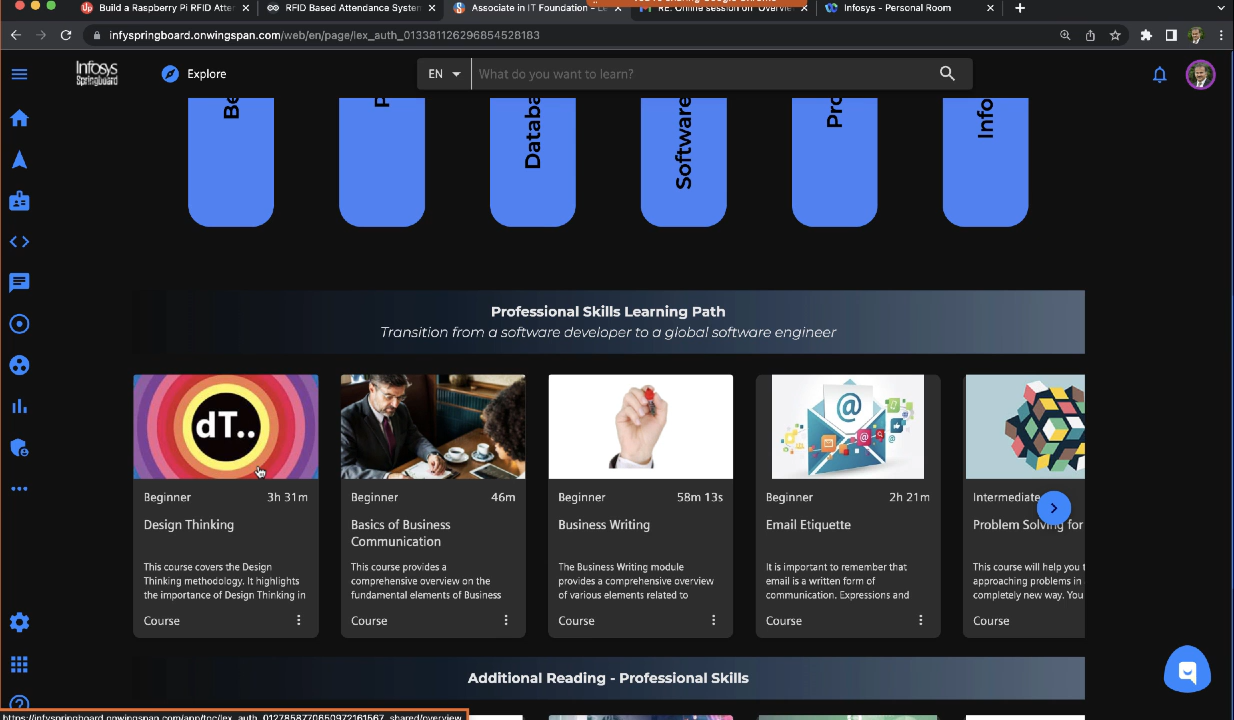 Build a Raspberry Pi RFID Atter
RFID Based Attendance System
Associate in IT Foundation - Le
RE: Online session on "Overvie
Infosys - Personal Room
infyspringboard.onwingspan.com/web/en/page/lex_auth_013381126296854528183
Infosys
Springboard
Explore
EN
What do you want to learn?
Be
P
Databa
Software
Pro
Info
Professional Skills Learning Path
Transition from a software developer to a global software engineer
dT..
Beginner 3h 31m
Design Thinking
This course covers the Design
Thinking methodology. It highlights
the importance of Design Thinking in
Course
Beginner 46m
Basics of Business
Communication
This course provides a
comprehensive overview on the
fundamental elements of Business
Course
Beginner 58m 13s
Business Writing
The Business Writing module
provides a comprehensive overview
of various elements related to
Course
@
Beginner 2h 21m
Email Etiquette
It is important to remember that
email is a written form of
communication. Expressions and
Course
Intermediate
Problem Solving for
This course will help you t
approaching problems in
completely new way. You
Course
Additional Reading - Professional Skills